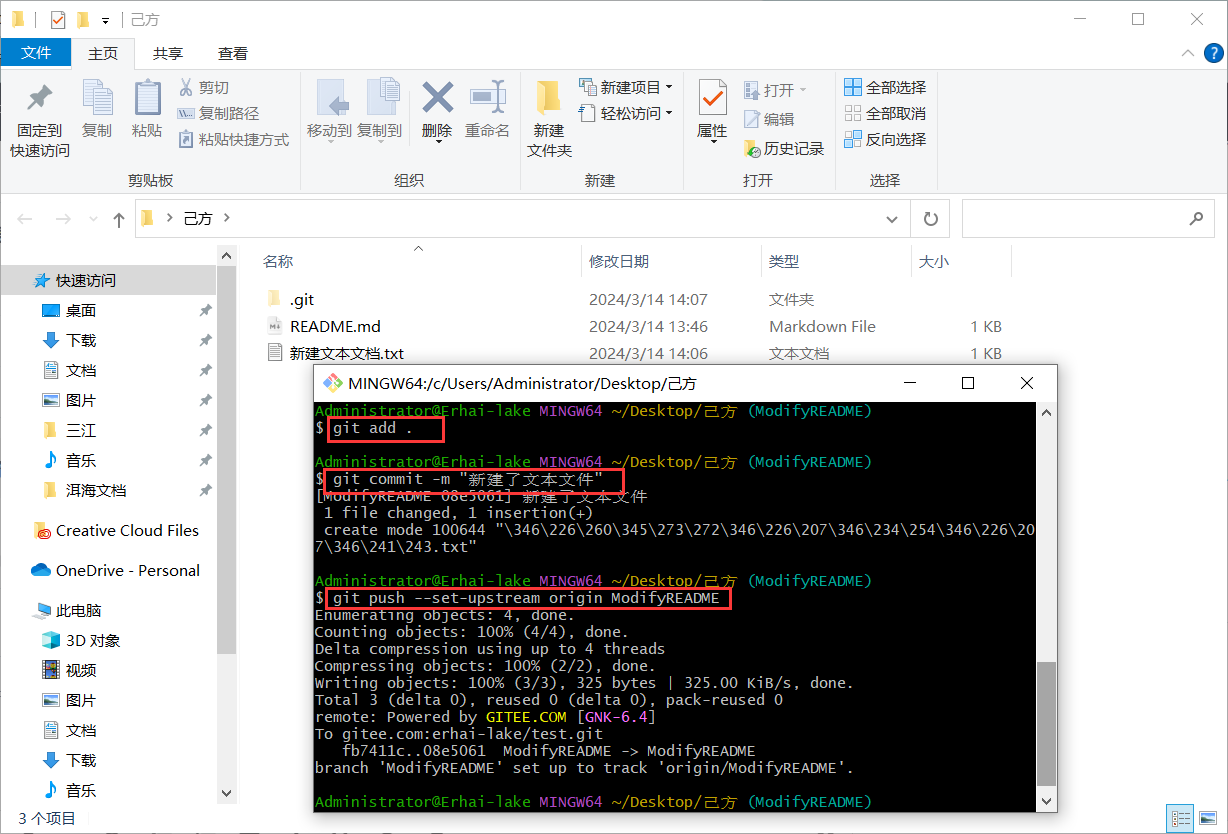 己方
文件 主页 共享 查看
固定到快速访问
复制
粘贴
剪切
复制路径
粘贴快捷方式
剪贴板
移动到
复制到
删除
重命名
组织
新建文件夹
新建项目
轻松访问
新建
属性
打开
编辑
历史记录
打开
全部选择
全部取消
反向选择
选择
己方
名称 修改日期 类型 大小
.git 2024/3/14 14:07 文件夹
README.md 2024/3/14 13:46 Markdown File 1 KB
新建文本文档.txt 2024/3/14 14:06 文本文档 1 KB
快速访问
桌面
下载
文档
图片
三江
音乐
洱海文档
Creative Cloud Files
OneDrive - Personal
此电脑
3D 对象
视频
图片
文档
下载
音乐
3 个项目
MINGW64:/c/Users/Administrator/Desktop/己方
Administrator@Erhai-lake MINGW64 ~/Desktop/己方 (ModifyREADME)
$ git add .
Administrator@Erhai-lake MINGW64 ~/Desktop/己方 (ModifyREADME)
$ git commit -m "新建了文本文件"
[ModifyREADME 08e5061] 新建了文本文件
1 file changed, 1 insertion(+)
create mode 100644 "\346\226\260\345\273\272\346\226\207\346\234\254\346\226\20
7\346\241\243.txt"
Administrator@Erhai-lake MINGW64 ~/Desktop/己方 (ModifyREADME)
$ git push --set-upstream origin ModifyREADME
Enumerating objects: 4, done.
Counting objects: 100% (4/4), done.
Delta compression using up to 4 threads
Compressing objects: 100% (2/2), done.
Writing objects: 100% (3/3), 325 bytes | 325.00 KiB/s, done.
Total 3 (delta 0), reused 0 (delta 0), pack-reused 0
remote: Powered by GITEE.COM [GNK-6.4]
To gitee.com:erhai-lake/test.git
fb7411c..08e5061 ModifyREADME -> ModifyREADME
branch 'ModifyREADME' set up to track 'origin/ModifyREADME'.
Administrator@Erhai-lake MINGW64 ~/Desktop/己方 (ModifyREADME)